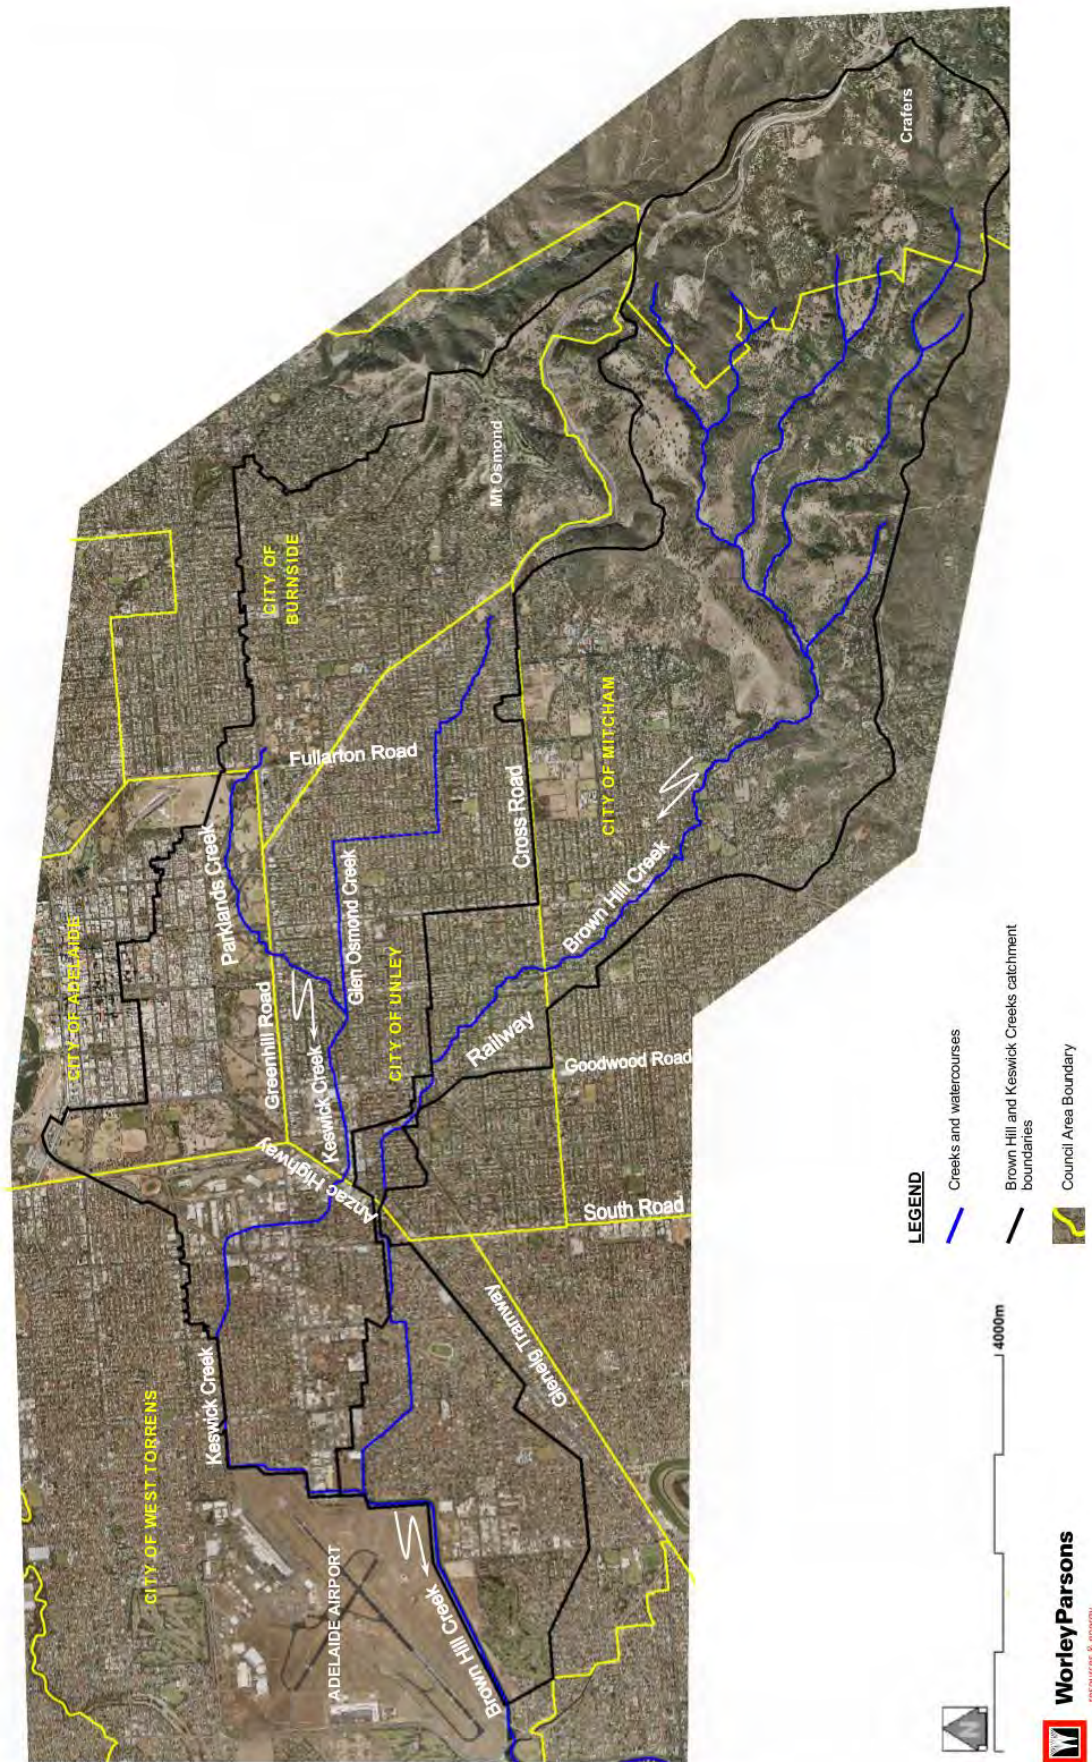 CITY OF WEST TORRENS
CITY OF ADELAIDE
CITY OF
BURNSIDE
CITY OF UNLEY
CITY OF MITCHAM
Keswick Creek
Parklands Creek
Greenhill Road
Keswick Creek
Glen Osmond Creek
Fullarton Road
Anzac Highway
Cross Road
Mt Osmond
Crafers
Brown Hill Creek
Railway
Goodwood Road
South Road
Glenelg Tramway
ADELAIDE AIRPORT
Brown Hill Creek
LEGEND
Creeks and watercourses
Brown Hill and Keswick Creeks catchment
boundaries
Council Area Boundary
4000m
N
WorleyParsons
resources & energy